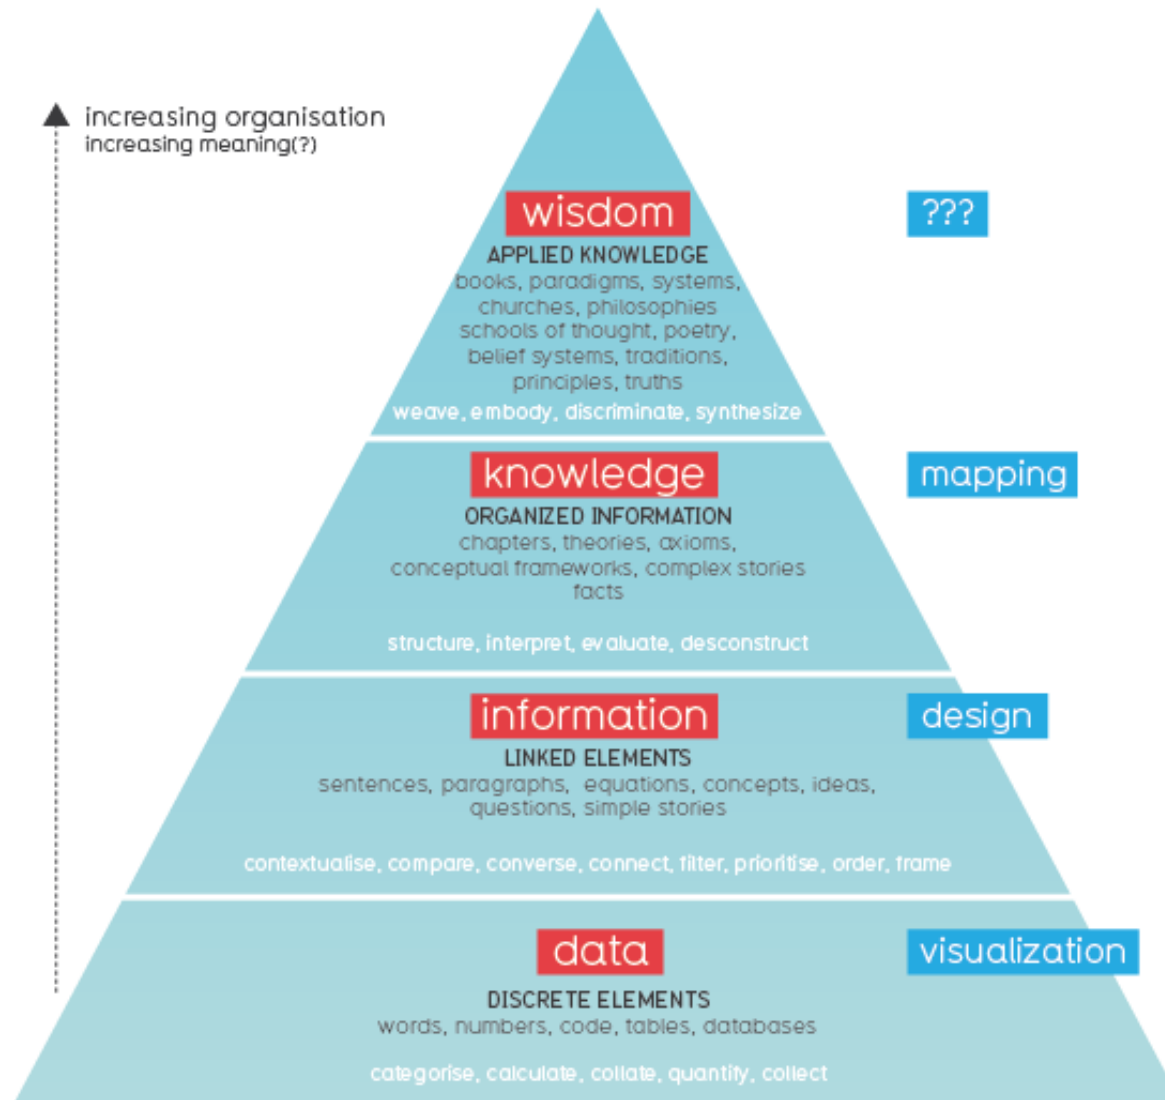 increasing organisation
increasing meaning(?)
wisdom
???
APPLIED KNOWLEDGE
books, paradigms, systems,
churches, philosophies
schools of thought, poetry,
belief systems, traditions,
principles, truths
weave, embody, discriminate, synthesize
knowledge
mapping
ORGANIZED INFORMATION
chapters, theories, axioms,
conceptual frameworks, complex stories
facts
structure, interpret, evaluate, desconstruct
information
design
LINKED ELEMENTS
sentences, paragraphs, equations, concepts, ideas,
questions, simple stories
contextualise, compare, converse, connect, filter, prioritise, order, frame
data
visualization
DISCRETE ELEMENTS
words, numbers, code, tables, databases
categorise, calculate, collate, quantify, collect